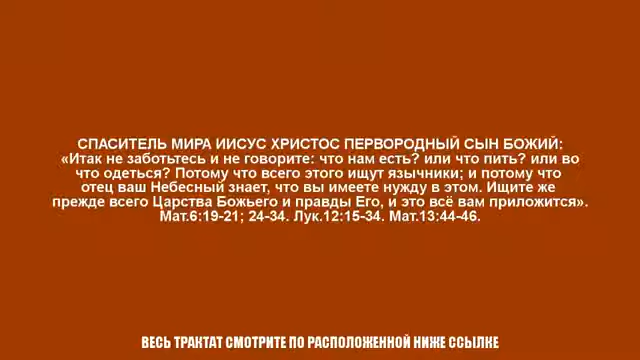 СПАСИТЕЛЬ МИРА ИИСУС ХРИСТОС ПЕРВОРОДНЫЙ СЫН БОЖИЙ:
«Итак не заботьтесь и не говорите: что нам есть? или что пить? или во
что одеться? Потому что всего этого ищут язычники; и потому что
отец ваш Небесный знает, что вы имеете нужду в этом. Ищите же
прежде всего Царства Божьего и правды Его, и это всё вам приложится».
Мат.6:19-21; 24-34. Лук.12:15-34. Мат.13:44-46.
ВЕСЬ ТРАКТАТ СМОТРИТЕ ПО РАСПОЛОЖЕННОЙ НИЖЕ ССЫЛКЕ